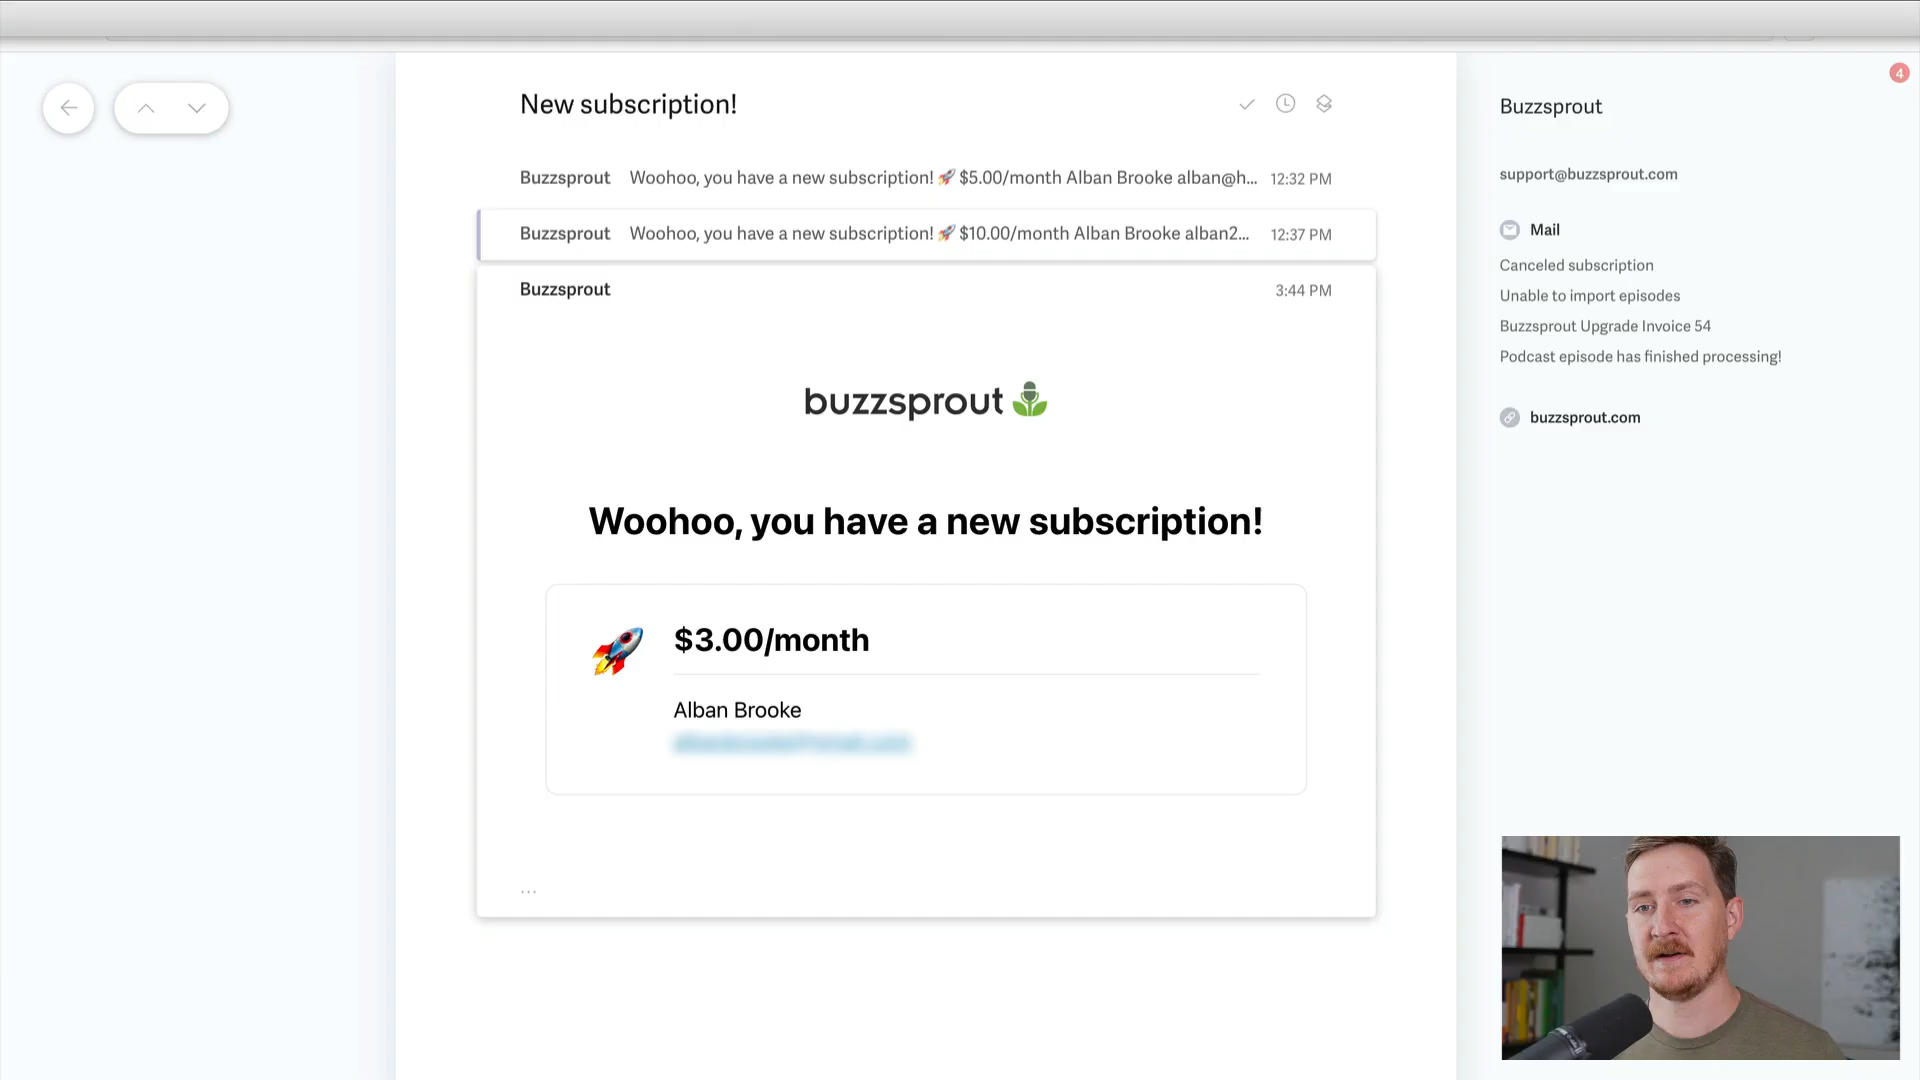 New subscription!
Buzzsprout Woohoo, you have a new subscription! 🚀 $5.00/month Alban Brooke alban@h... 12:32 PM
Buzzsprout Woohoo, you have a new subscription! 🚀 $10.00/month Alban Brooke alban2... 12:37 PM
Buzzsprout 3:44 PM
buzzsprout
Woohoo, you have a new subscription!
$3.00/month
Alban Brooke
...
4
Buzzsprout
support@buzzsprout.com
Mail
Canceled subscription
Unable to import episodes
Buzzsprout Upgrade Invoice 54
Podcast episode has finished processing!
buzzsprout.com